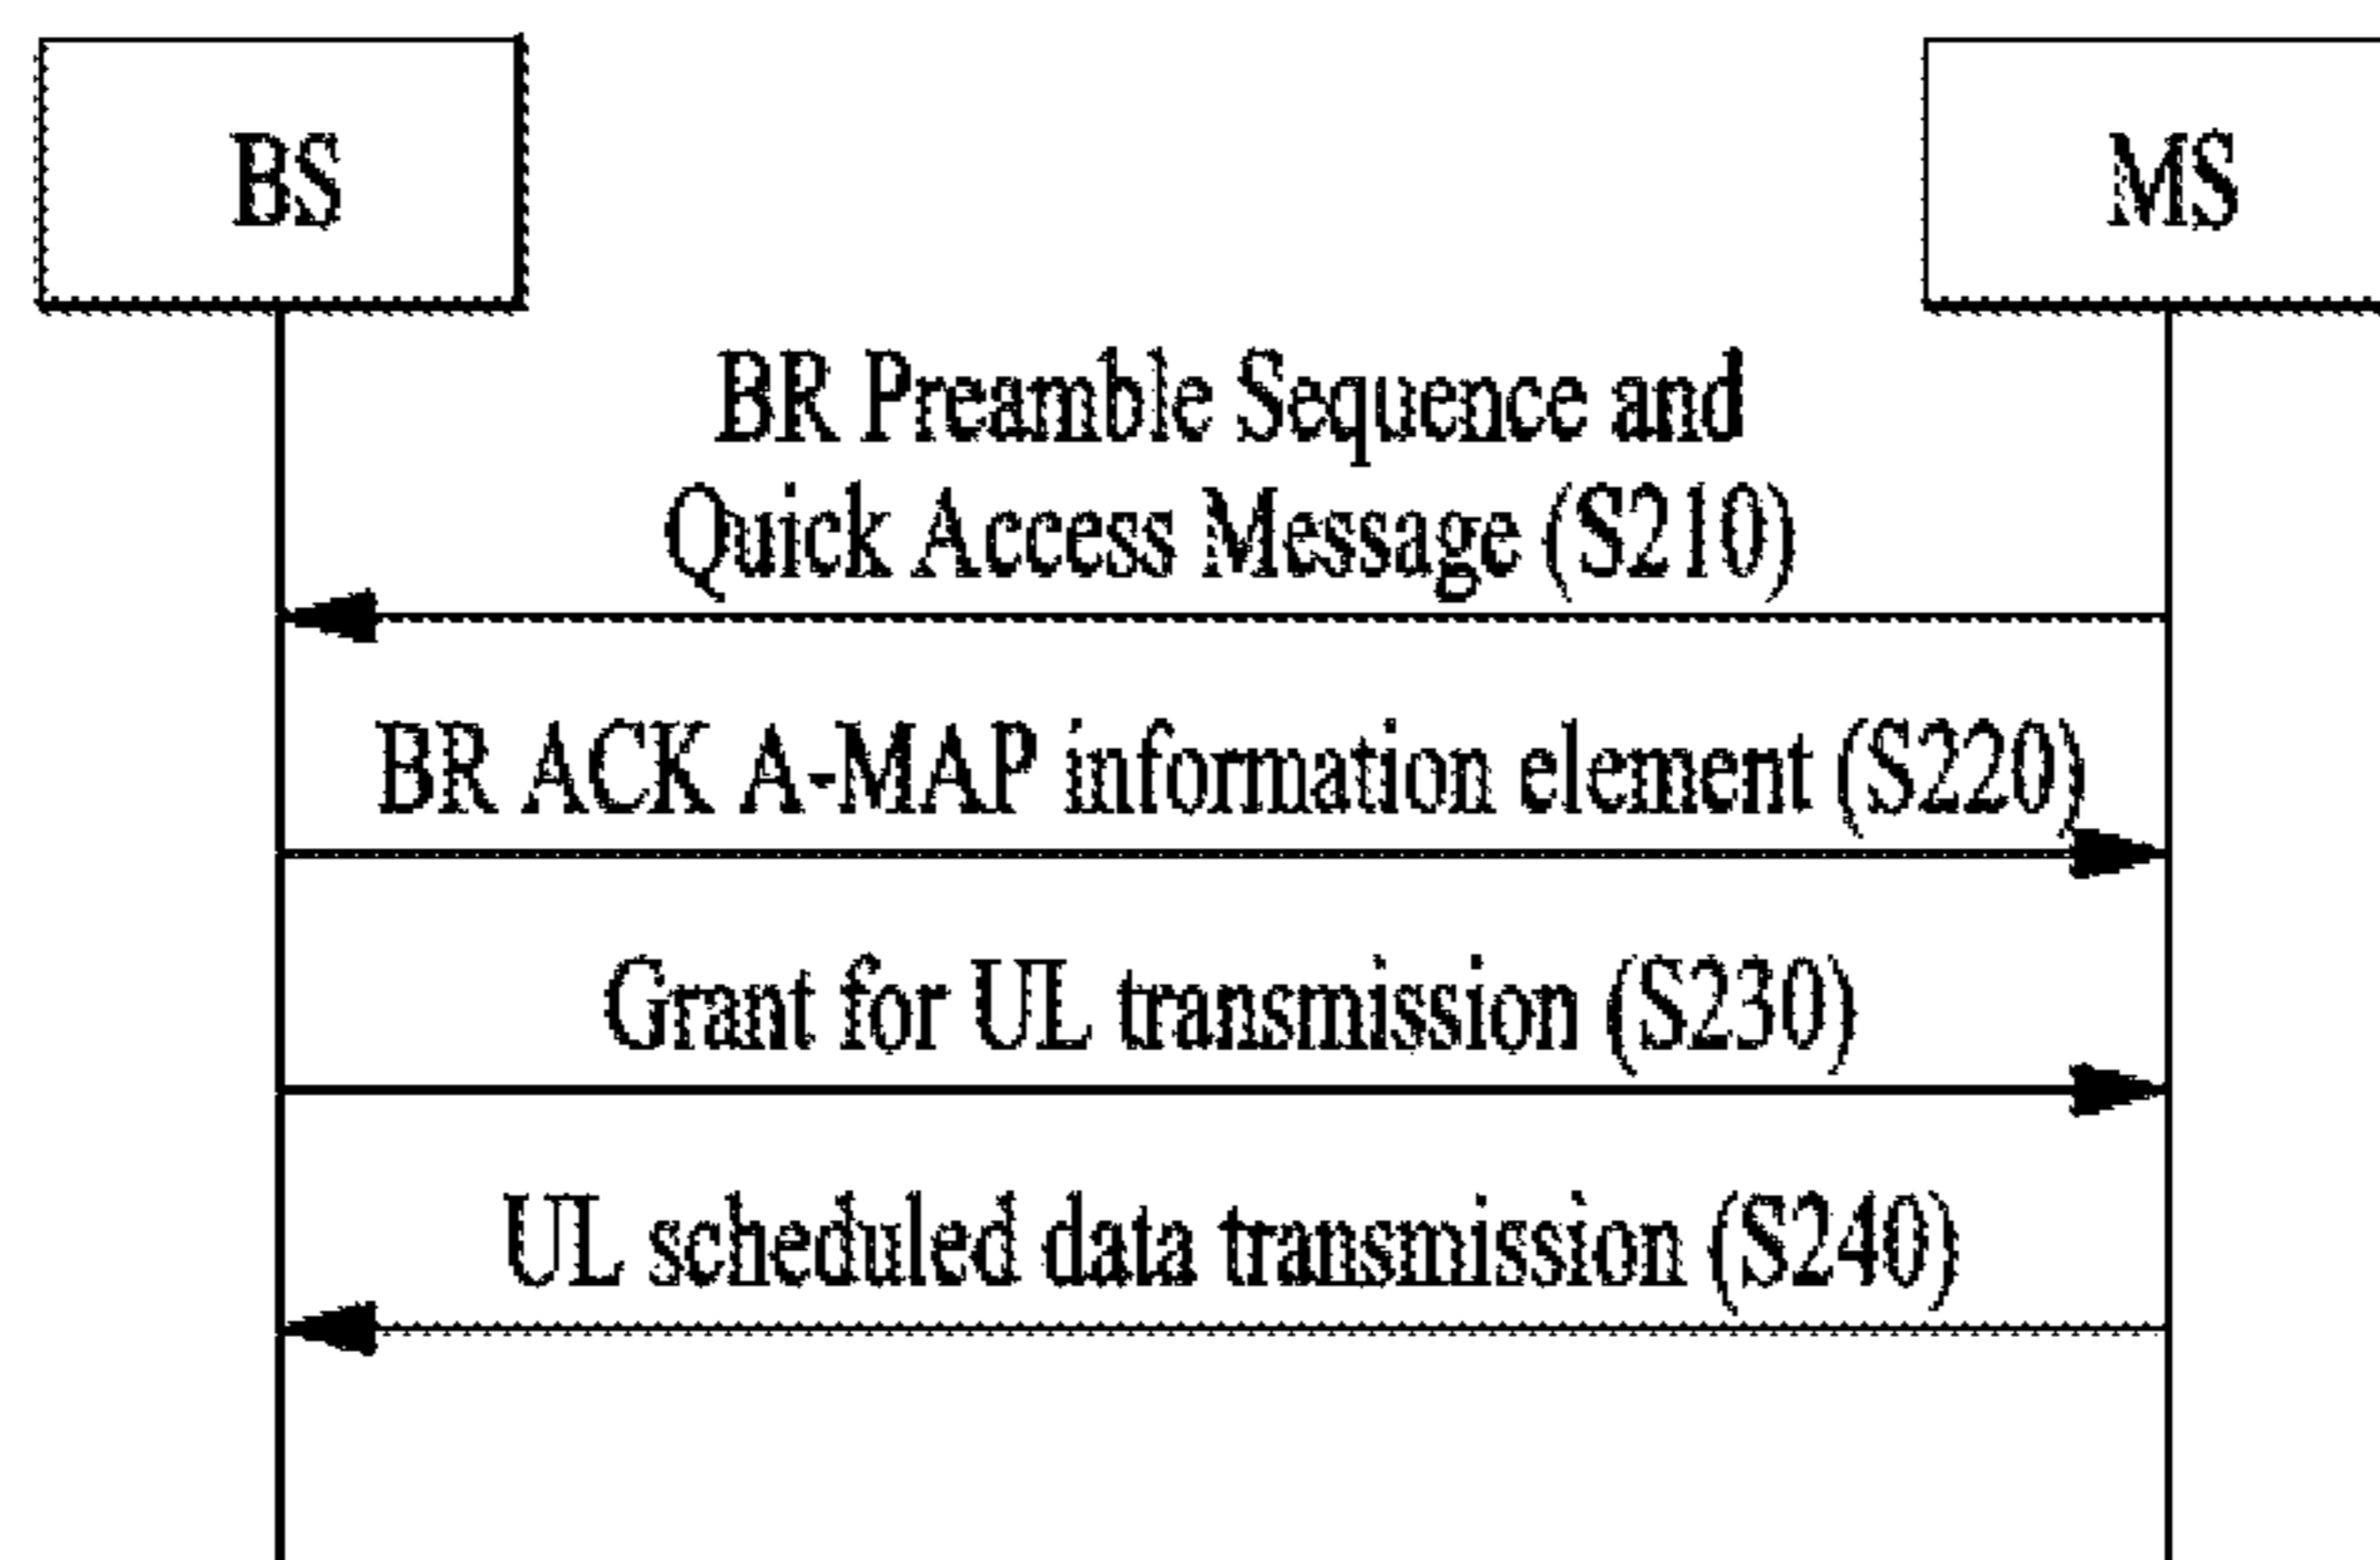 BS
MS
BR Preamble Sequence and
Quick Access Message (S210)
BR ACK A-MAP information element (S220)
Grant for UL transmission (S230)
UL scheduled data transmission (S240)